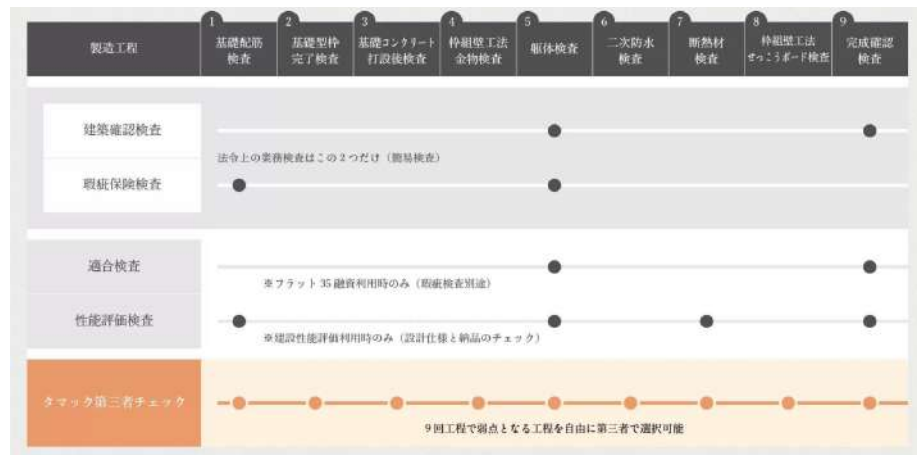 製造工程
1
基礎配筋
検査
2
基礎型枠
完了検査
3
基礎コンクリート
打設後検査
4
枠組壁工法
金物検査
5
躯体検査
6
二次防水
検査
7
断熱材
検査
8
枠組壁工法
せっこうボード検査
9
完成確認
検査
建築確認検査
法令上の業務検査はこの2つだけ(簡易検査)
瑕疵保険検査
適合検査
※フラット35融資利用時のみ(瑕疵検査別途)
性能評価検査
※建設性能評価利用時のみ(設計仕様と納品のチェック)
タマック第三者チェック
9回工程で弱点となる工程を自由に第三者で選択可能